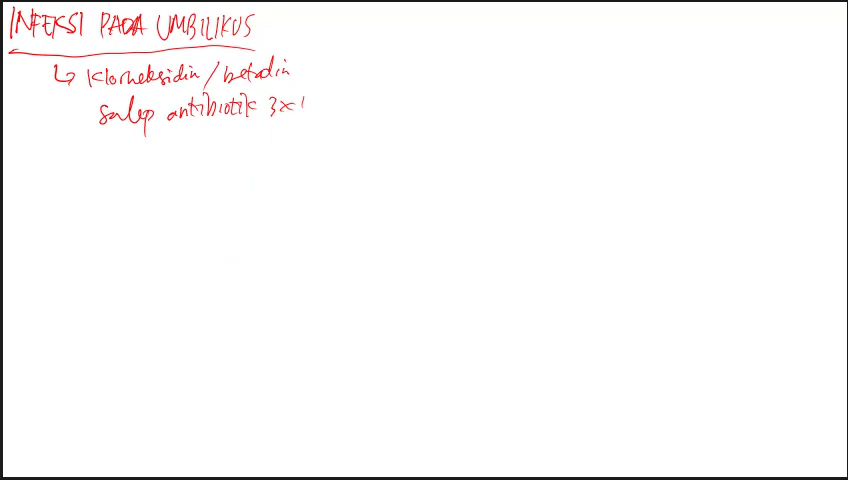 INFEKSI PADA UMBILIKUS
↳ klorheksidin / betadin
salep antibiotik 3x1